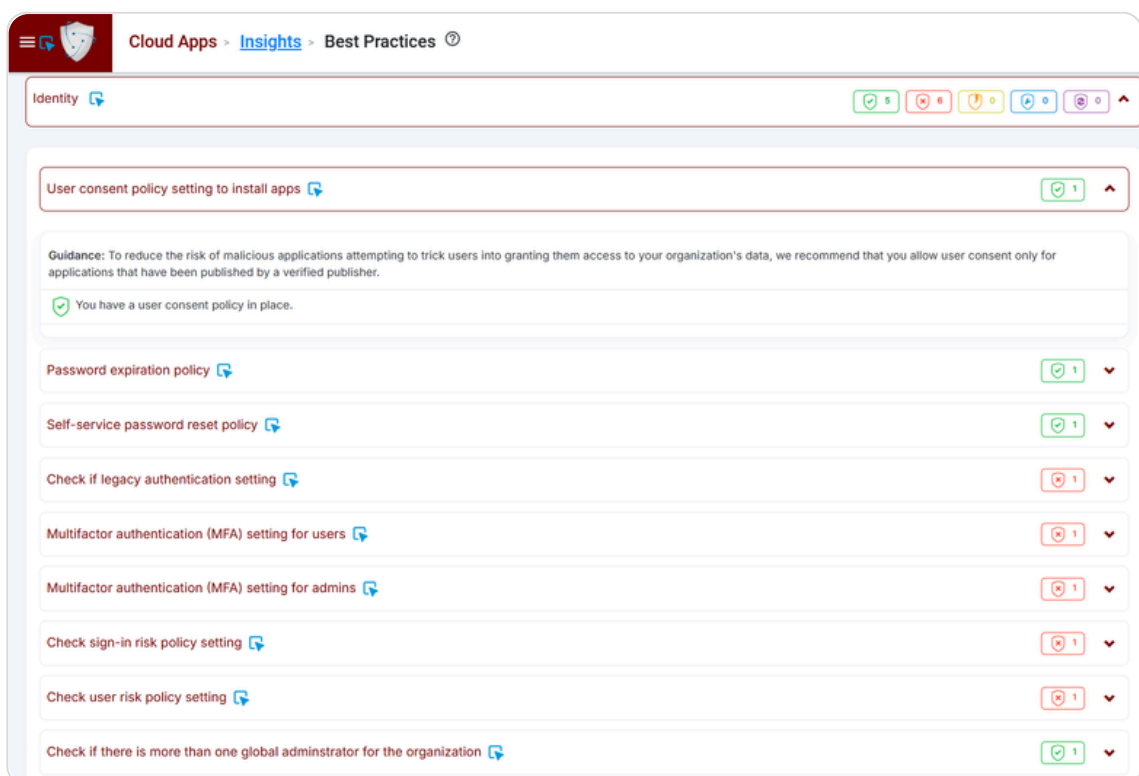 Cloud Apps > Insights > Best Practices ?
Identity 5 6 0 0 0
User consent policy setting to install apps 1
Guidance: To reduce the risk of malicious applications attempting to trick users into granting them access to your organization's data, we recommend that you allow user consent only for
applications that have been published by a verified publisher.
You have a user consent policy in place.
Password expiration policy 1
Self-service password reset policy 1
Check if legacy authentication setting 1
Multifactor authentication (MFA) setting for users 1
Multifactor authentication (MFA) setting for admins 1
Check sign-in risk policy setting 1
Check user risk policy setting 1
Check if there is more than one global adminstrator for the organization 1